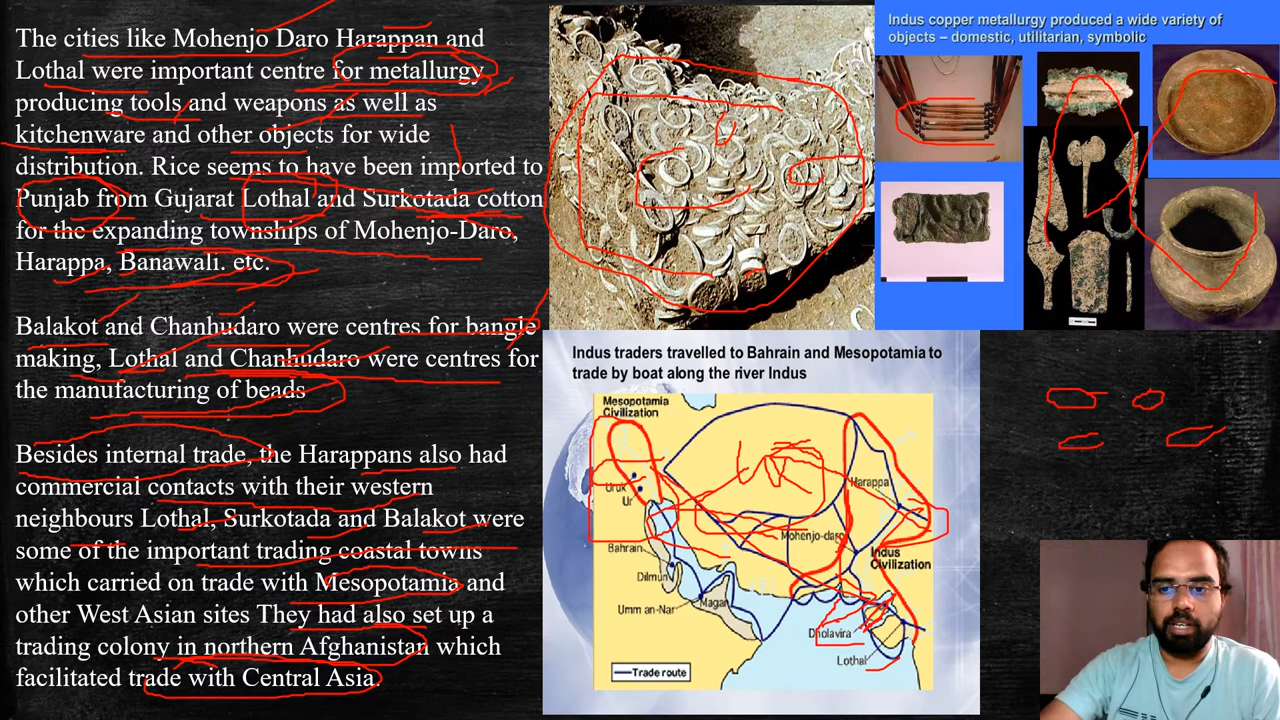 The cities like Mohenjo Daro Harappan and
Lothal were important centre for metallurgy
producing tools and weapons as well as
kitchenware and other objects for wide
distribution. Rice seems to have been imported to
Punjab from Gujarat Lothal and Surkotada cotton
for the expanding townships of Mohenjo-Daro,
Harappa, Banawali. etc.
Balakot and Chanhudaro were centres for bangle
making, Lothal and Chanhudaro were centres for
the manufacturing of beads
Besides internal trade, the Harappans also had
commercial contacts with their western
neighbours Lothal, Surkotada and Balakot were
some of the important trading coastal towns
which carried on trade with Mesopotamia and
other West Asian sites They had also set up a
trading colony in northern Afghanistan which
facilitated trade with Central Asia.
Indus copper metallurgy produced a wide variety of
objects – domestic, utilitarian, symbolic
Indus traders travelled to Bahrain and Mesopotamia to
trade by boat along the river Indus
Mesopotamia
Civilization
Uruk
Ur
Harappa
Mohenjo-daro
Bahrain
Indus
Civilization
Dilmun
Magan
Umm an-Nar
Dholavira
Lothal
Trade route